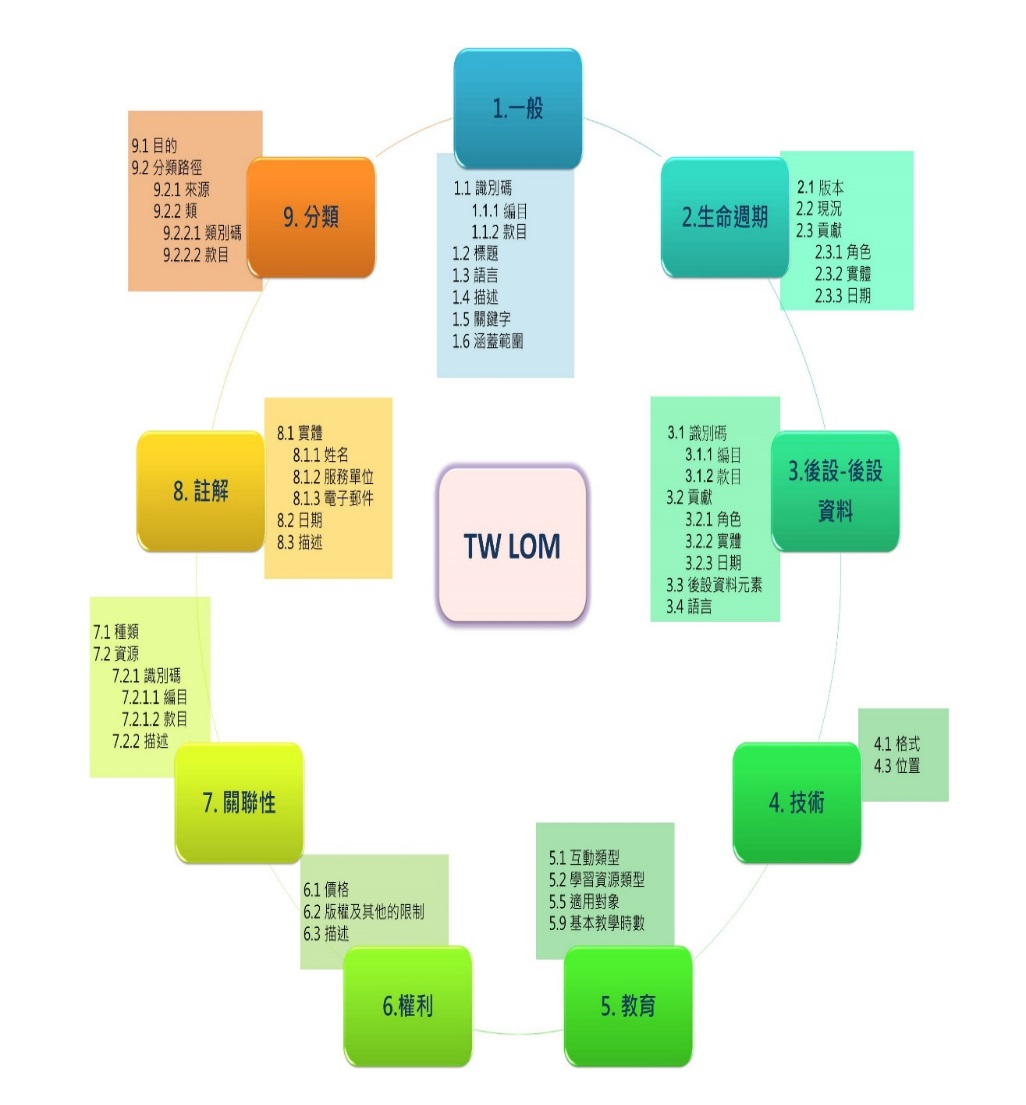 TW LOM
1.一般
1.1 識別碼
1.1.1 編目
1.1.2 款目
1.2 標題
1.3 語言
1.4 描述
1.5 關鍵字
1.6 涵蓋範圍
2.生命週期
2.1 版本
2.2 現況
2.3 貢獻
2.3.1 角色
2.3.2 實體
2.3.3 日期
3.後設-後設
資料
3.1 識別碼
3.1.1 編目
3.1.2 款目
3.2 貢獻
3.2.1 角色
3.2.2 實體
3.2.3 日期
3.3 後設資料元素
3.4 語言
4. 技術
4.1 格式
4.3 位置
5. 教育
5.1 互動類型
5.2 學習資源類型
5.5 適用對象
5.9 基本教學時數
6.權利
6.1 價格
6.2 版權及其他的限制
6.3 描述
7. 關聯性
7.1 種類
7.2 資源
7.2.1 識別碼
7.2.1.1 編目
7.2.1.2 款目
7.2.2 描述
8. 註解
8.1 實體
8.1.1 姓名
8.1.2 服務單位
8.1.3 電子郵件
8.2 日期
8.3 描述
9. 分類
9.1 目的
9.2 分類路徑
9.2.1 來源
9.2.2 類
9.2.2.1 類別碼
9.2.2.2 款目